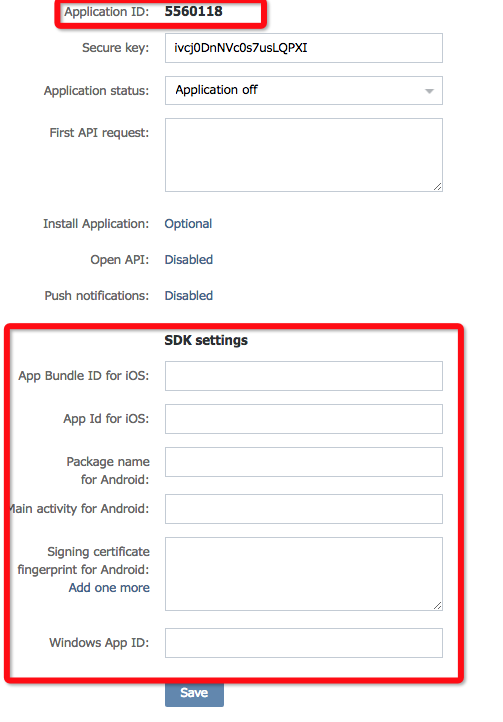 Application ID: 5560118
Secure key: ivcj0DnNVc0s7usLQPXI
Application status: Application off
First API request:
Install Application: Optional
Open API: Disabled
Push notifications: Disabled
SDK settings
App Bundle ID for iOS:
App Id for iOS:
Package name
for Android:
Main activity for Android:
Signing certificate
fingerprint for Android:
Add one more
Windows App ID:
Save